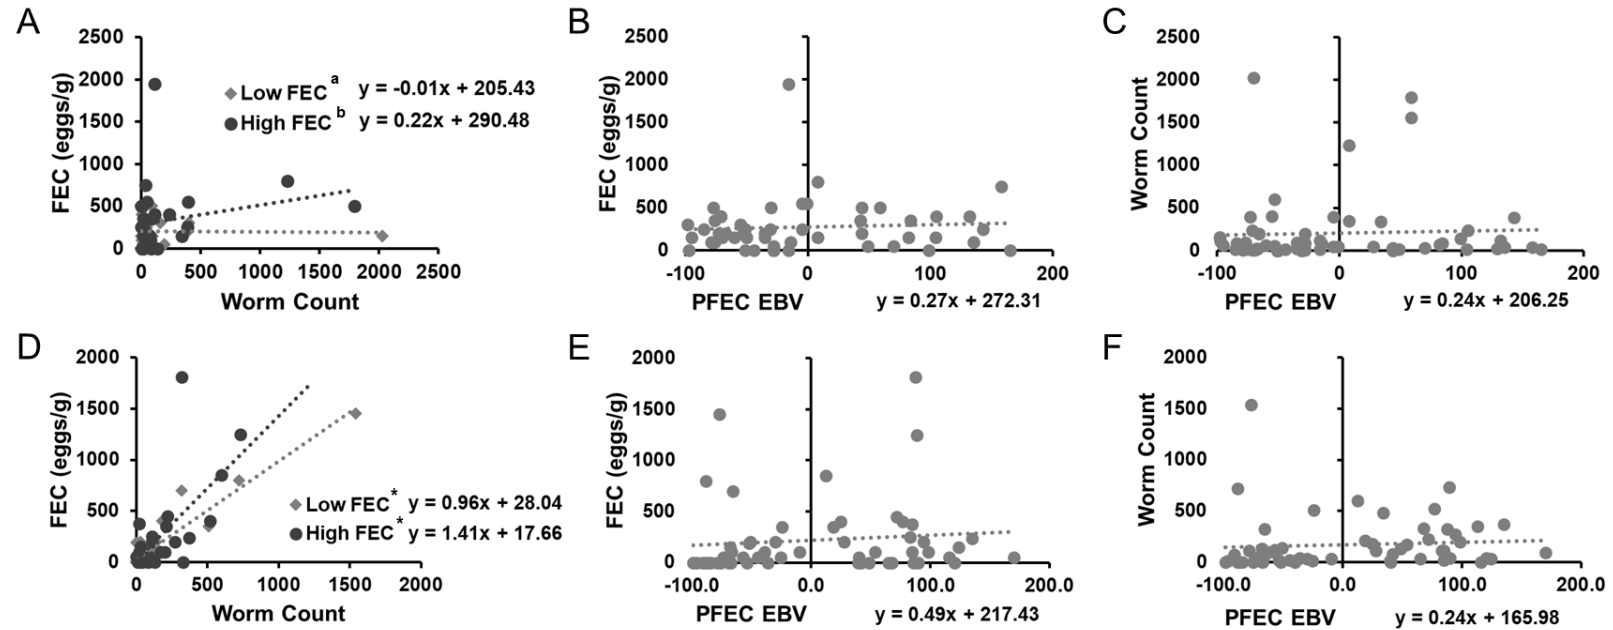 A
FEC (eggs/g)
2500
2000
1500
1000
500
0
0 500 1000 1500 2000 2500
Worm Count
Low FEC a y = -0.01x + 205.43
High FEC b y = 0.22x + 290.48
B
FEC (eggs/g)
2500
2000
1500
1000
500
0
-100 0 100 200
PFEC EBV
y = 0.27x + 272.31
C
Worm Count
2500
2000
1500
1000
500
0
-100 0 100 200
PFEC EBV
y = 0.24x + 206.25
D
FEC (eggs/g)
2000
1500
1000
500
0
0 500 1000 1500 2000
Worm Count
Low FEC* y = 0.96x + 28.04
High FEC* y = 1.41x + 17.66
E
FEC (eggs/g)
2000
1500
1000
500
0
-100.0 0.0 100.0 200.0
PFEC EBV
y = 0.49x + 217.43
F
Worm Count
2000
1500
1000
500
0
-100.0 0.0 100.0 200.0
PFEC EBV
y = 0.24x + 165.98